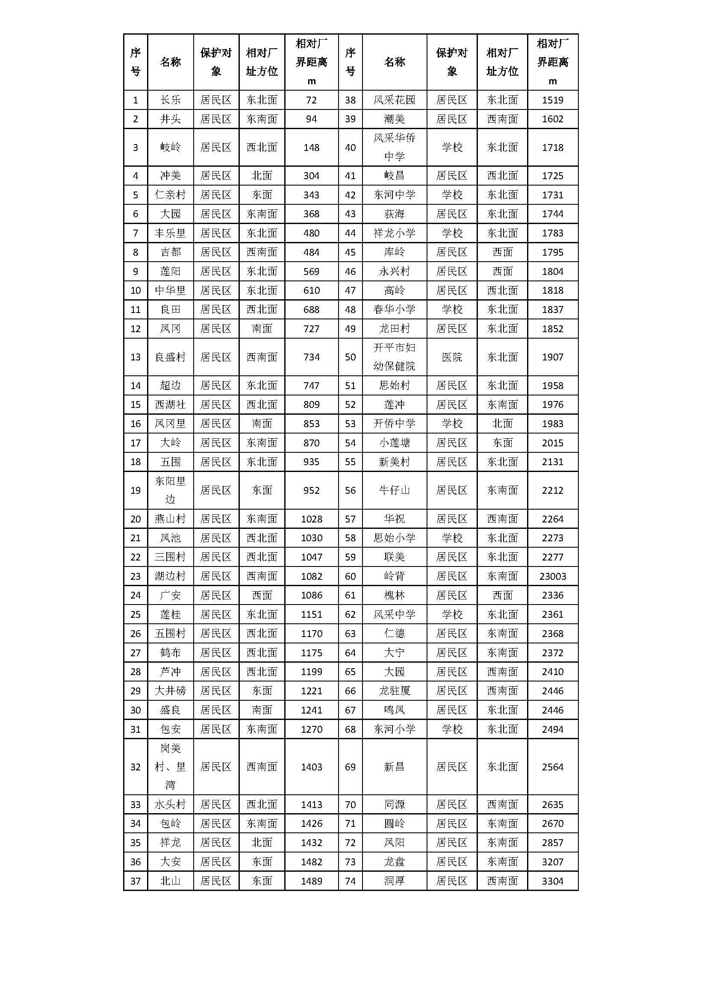 序号 名称 保护对象 相对厂址方位 相对厂界距离m 序号 名称 保护对象 相对厂址方位 相对厂界距离m
1 长乐 居民区 东北面 72 38 风采花园 居民区 东北面 1519
2 井头 居民区 东南面 94 39 潮美 居民区 西南面 1602
3 岐岭 居民区 西北面 148 40 风采华侨中学 学校 东北面 1718
4 冲美 居民区 北面 304 41 岐昌 居民区 西北面 1725
5 仁亲村 居民区 东面 343 42 东河中学 学校 东北面 1731
6 大园 居民区 东南面 368 43 荻海 居民区 东北面 1744
7 丰乐里 居民区 东北面 480 44 祥龙小学 学校 东北面 1783
8 吉都 居民区 西南面 484 45 库岭 居民区 西面 1795
9 莲阳 居民区 东北面 569 46 永兴村 居民区 西面 1804
10 中华里 居民区 东北面 610 47 高岭 居民区 西北面 1818
11 良田 居民区 西北面 688 48 春华小学 学校 东北面 1837
12 凤冈 居民区 南面 727 49 龙田村 居民区 东北面 1852
13 良盛村 居民区 西南面 734 50 开平市妇幼保健院 医院 东北面 1907
14 超边 居民区 东北面 747 51 思始村 居民区 东北面 1958
15 西湖社 居民区 西北面 809 52 莲冲 居民区 东南面 1976
16 凤冈里 居民区 南面 853 53 开侨中学 学校 北面 1983
17 大岭 居民区 东南面 870 54 小莲塘 居民区 东面 2015
18 五围 居民区 东北面 935 55 新美村 居民区 东北面 2131
19 东阳里边 居民区 东面 952 56 牛仔山 居民区 东南面 2212
20 燕山村 居民区 东南面 1028 57 华祝 居民区 西南面 2264
21 凤池 居民区 西北面 1030 58 思始小学 学校 东北面 2273
22 三围村 居民区 西北面 1047 59 联美 居民区 东北面 2277
23 湖边村 居民区 西南面 1082 60 岭背 居民区 东南面 23003
24 广安 居民区 西面 1086 61 槐林 居民区 西面 2336
25 莲桂 居民区 东北面 1151 62 风采中学 学校 东北面 2361
26 五围村 居民区 西北面 1170 63 仁德 居民区 东南面 2368
27 鹤布 居民区 西北面 1175 64 大宁 居民区 东南面 2372
28 芦冲 居民区 西北面 1199 65 大园 居民区 西南面 2410
29 大井磅 居民区 东面 1221 66 龙驻厦 居民区 西南面 2446
30 盛良 居民区 南面 1241 67 鸣凤 居民区 东北面 2446
31 包安 居民区 东南面 1270 68 东河小学 学校 东北面 2494
32 岗美村、里湾 居民区 西南面 1403 69 新昌 居民区 东北面 2564
33 水头村 居民区 西北面 1413 70 同源 居民区 西南面 2635
34 包岭 居民区 东南面 1426 71 圆岭 居民区 东南面 2670
35 祥龙 居民区 北面 1432 72 凤阳 居民区 东南面 2857
36 大安 居民区 东面 1482 73 龙盘 居民区 东南面 3207
37 北山 居民区 东面 1489 74 洞厚 居民区 西南面 3304